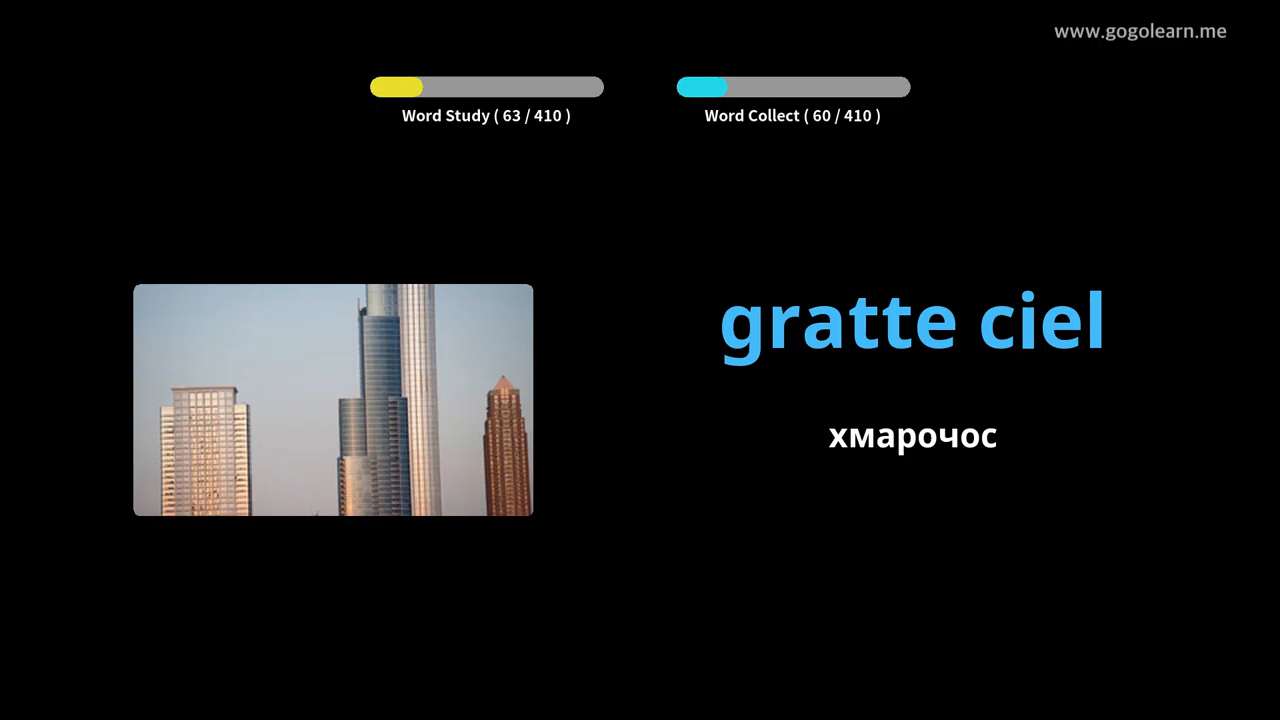 www.gogolearn.me
Word Study ( 63 / 410 )
Word Collect ( 60 / 410 )
gratte ciel
хмарочос